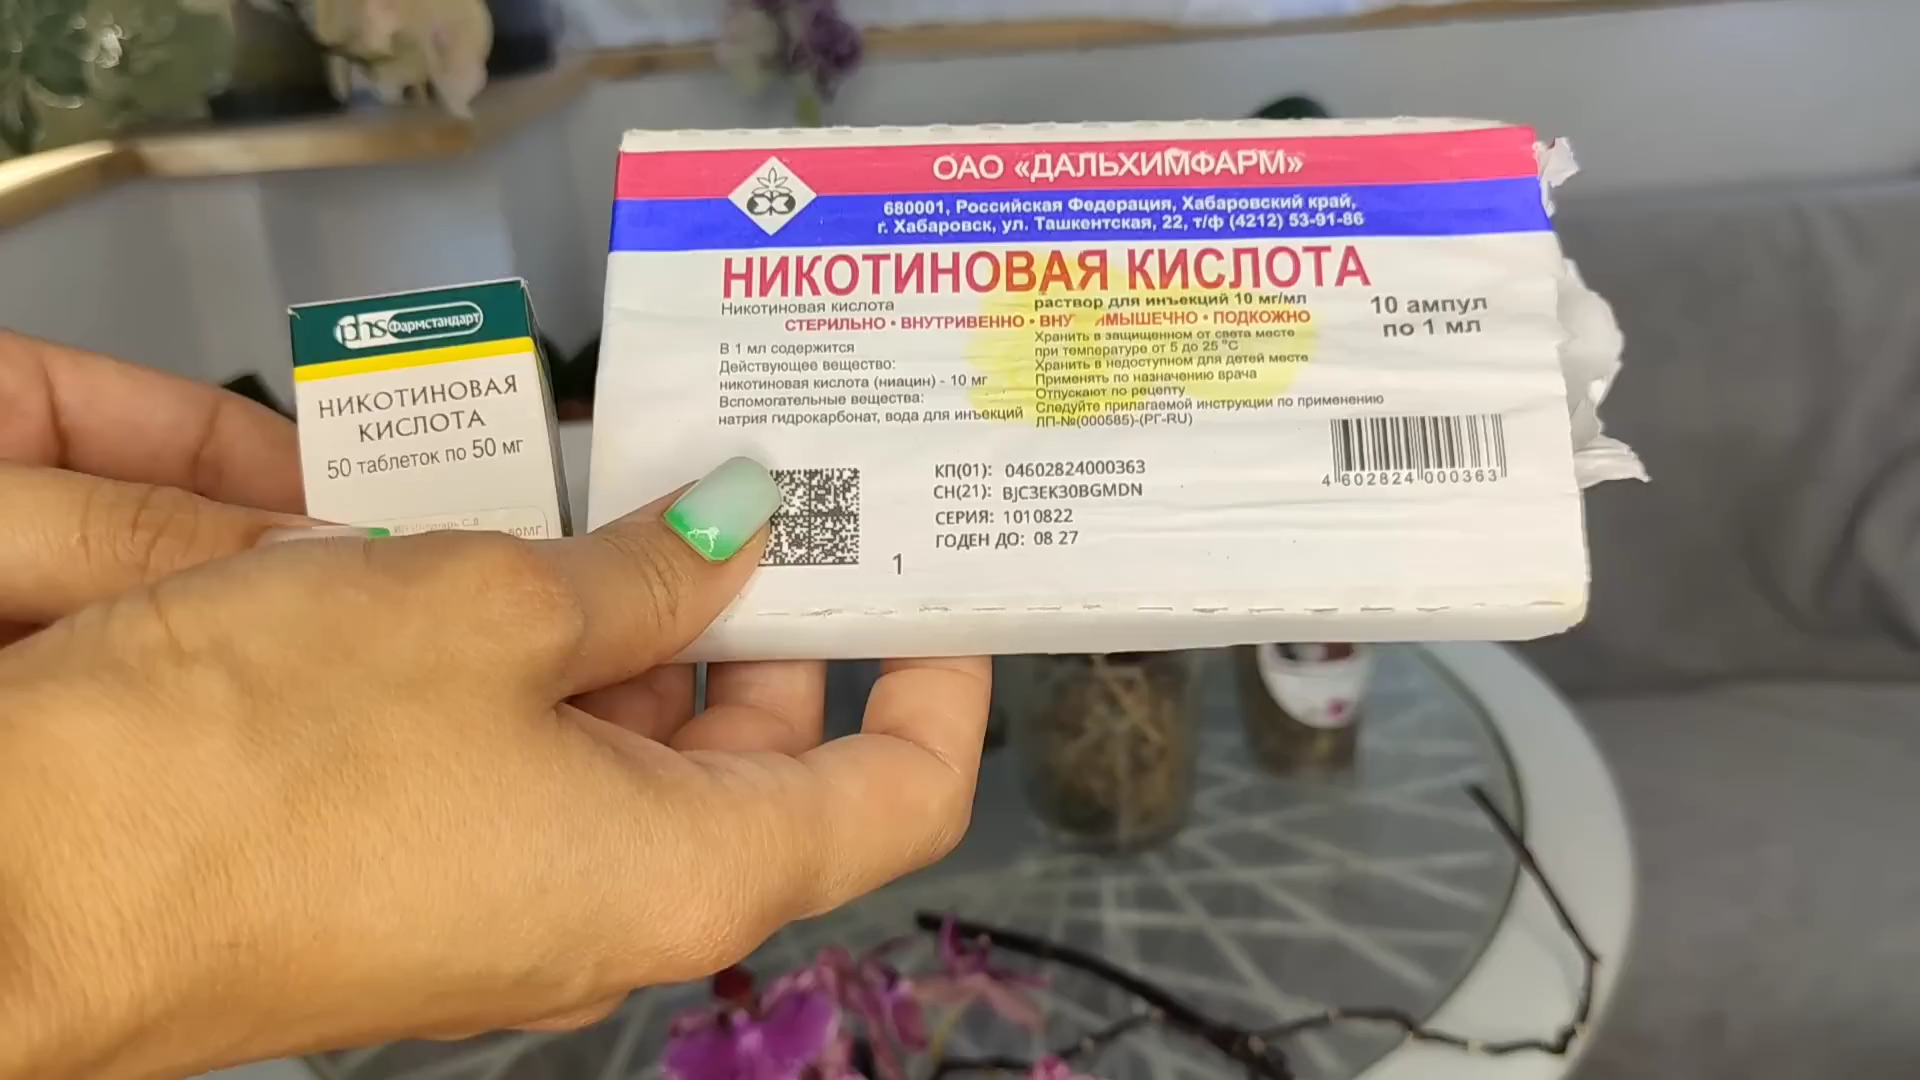 ОАО «ДАЛЬХИМФАРМ»
680001, Российская Федерация, Хабаровский край,
г. Хабаровск, ул. Ташкентская, 22, т/ф (4212) 53-91-86
НИКОТИНОВАЯ КИСЛОТА
Никотиновая кислота
раствор для инъекций 10 мг/мл
СТЕРИЛЬНО • ВНУТРИВЕННО • ВНУ МЫШЕЧНО • ПОДКОЖНО
10 ампул
по 1 мл
В 1 мл содержится
Действующее вещество:
никотиновая кислота (ниацин) - 10 мг
Вспомогательные вещества:
натрия гидрокарбонат, вода для инъекций
Хранить в защищенном от света месте
при температуре от 5 до 25 °C
Хранить в недоступном для детей месте
Применять по назначению врача
Отпускают по рецепту
Следуйте прилагаемой инструкции по применению
ЛП-№(000585)-(РГ-RU)
КП(01): 04602824000363
СН(21): BJC3EK30BGMDN
СЕРИЯ: 1010822
ГОДЕН ДО: 08 27
1
4 602824 000363
phs Фармстандарт
НИКОТИНОВАЯ
КИСЛОТА
50 таблеток по 50 мг
50МГ